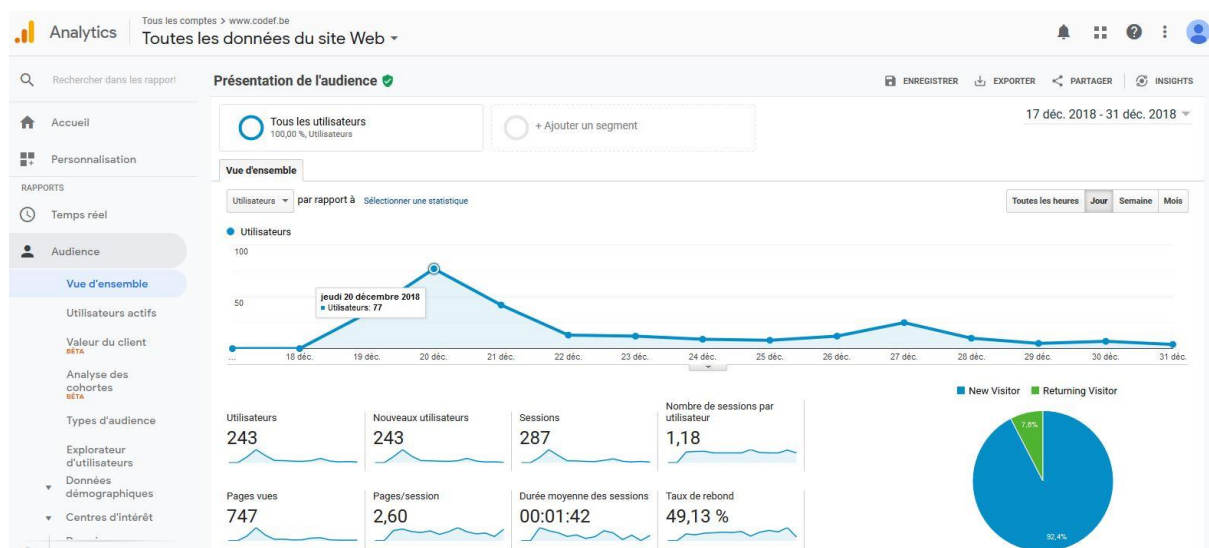 Tous les comptes > www.codef.be
Analytics
Toutes les données du site Web
Rechercher dans les rapport
Présentation de l'audience
ENREGISTRER
EXPORTER
PARTAGER
INSIGHTS
Accueil
Personnalisation
RAPPORTS
Temps réel
Audience
Vue d'ensemble
Utilisateurs actifs
Valeur du client
BÊTA
Analyse des
cohortes
BÊTA
Types d'audience
Explorateur
d'utilisateurs
Données
démographiques
Centres d'intérêt
Tous les utilisateurs
100,00 %, Utilisateurs
+ Ajouter un segment
17 déc. 2018 - 31 déc. 2018
Vue d'ensemble
Utilisateurs
par rapport à
Sélectionner une statistique
Toutes les heures
Jour
Semaine
Mois
Utilisateurs
100
50
jeudi 20 décembre 2018
Utilisateurs: 77
...
18 déc.
19 déc.
20 déc.
21 déc.
22 déc.
23 déc.
24 déc.
25 déc.
26 déc.
27 déc.
28 déc.
29 déc.
30 déc.
31 déc.
New Visitor
Returning Visitor
7,6%
92,4%
Utilisateurs
243
Nouveaux utilisateurs
243
Sessions
287
Nombre de sessions par
utilisateur
1,18
Pages vues
747
Pages/session
2,60
Durée moyenne des sessions
00:01:42
Taux de rebond
49,13 %